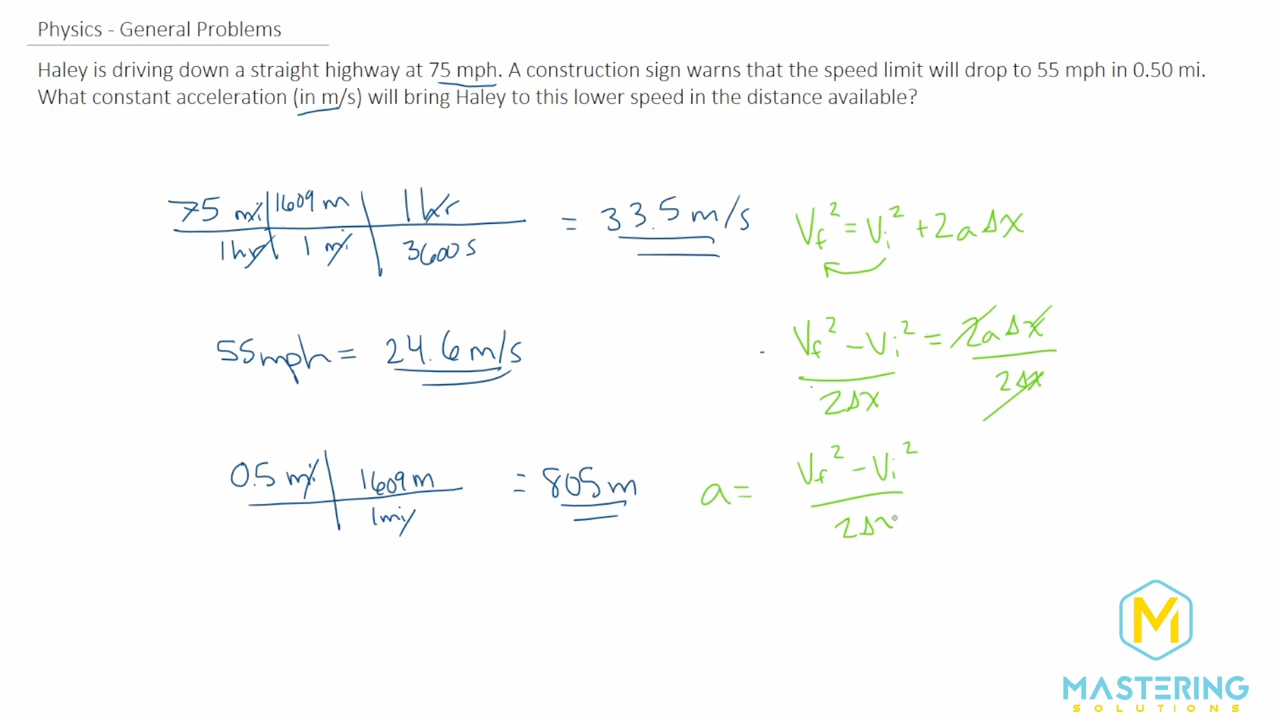 Physics - General Problems
Haley is driving down a straight highway at 75 mph. A construction sign warns that the speed limit will drop to 55 mph in 0.50 mi.
What constant acceleration (in m/s) will bring Haley to this lower speed in the distance available?
75 mi | 1609 m | 1 hr
1 hr | 1 mi | 3600 s
= 33.5 m/s
Vf² = Vi² + 2aΔx
55mph = 24.6 m/s
Vf² - Vi² = 2aΔx
2Δx 2Δx
0.5 mi | 1609 m
1 mi
= 805 m
a = Vf² - Vi²
2Δx
M
MASTERING
SOLUTIONS